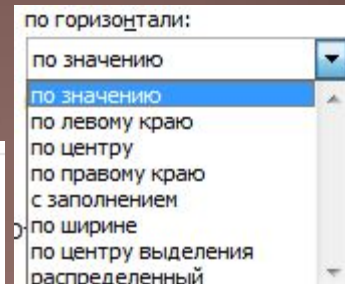 по горизонтали:
по значению
по значению
по левому краю
по центру
по правому краю
с заполнением
по ширине
по центру выделения
распределенный